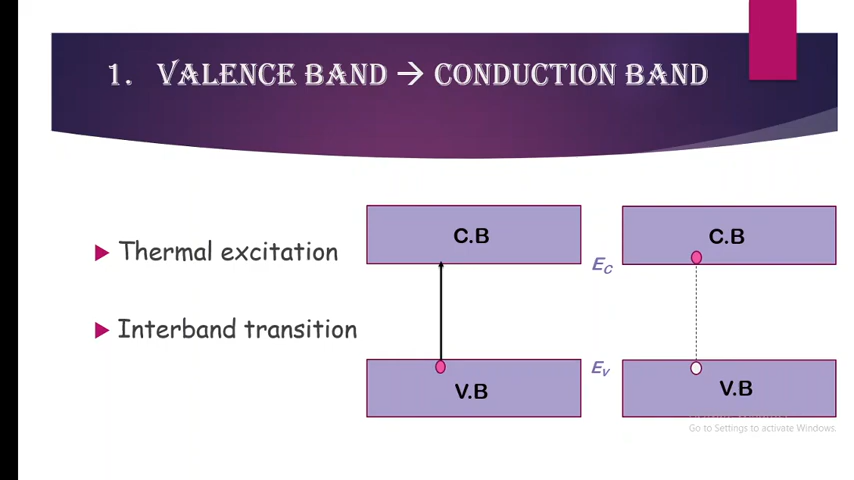 1. Valence Band → Conduction Band
Thermal excitation
Interband transition
C.B
C.B
E_C
E_V
V.B
V.B
Go to Settings to activate Windows.